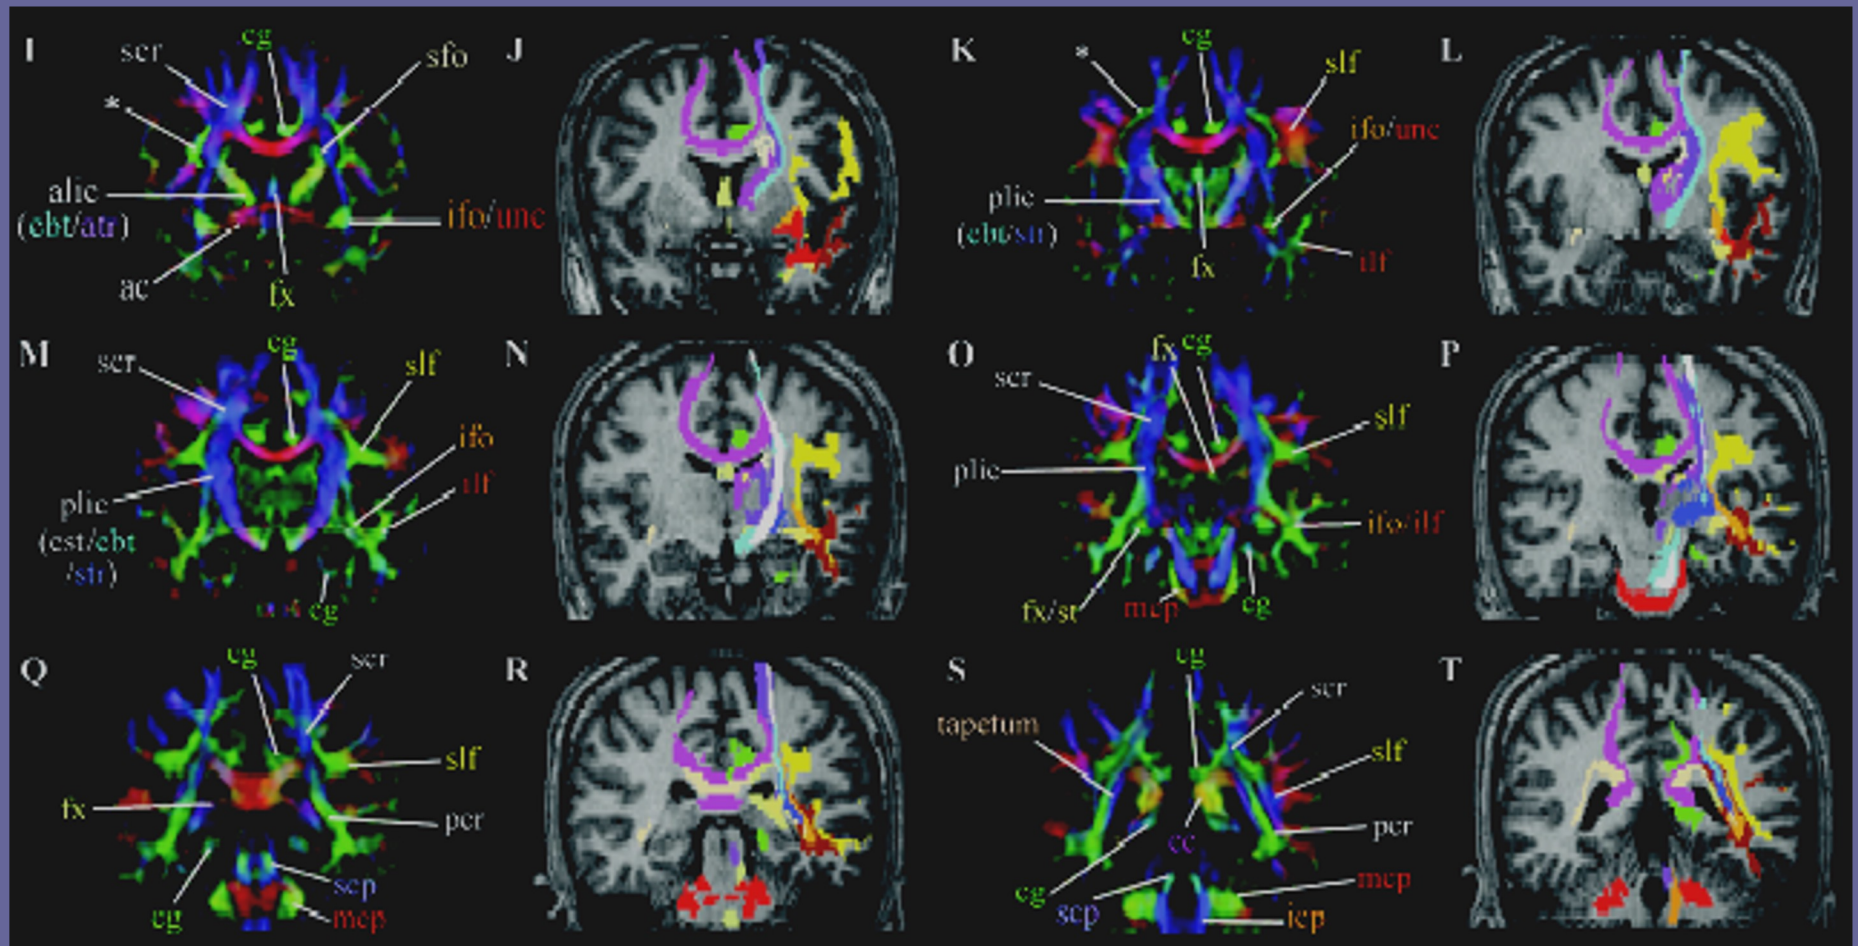 I
scr
cg
sfo
*
alic
(cbt/atr)
ac
fx
ifo/unc
J
K
*
cg
slf
ifo/unc
plic
(cbt/str)
fx
ilf
L
M
scr
cg
slf
ifo
ilf
plic
(cst/cbt
/str)
cg
N
O
fx
cg
scr
slf
plic
ifo/ilf
fx/st
mcp
cg
P
Q
cg
scr
slf
fx
pcr
scp
cg
mcp
R
S
cg
scr
tapetum
slf
pcr
cc
cg
scp
mcp
icp
T